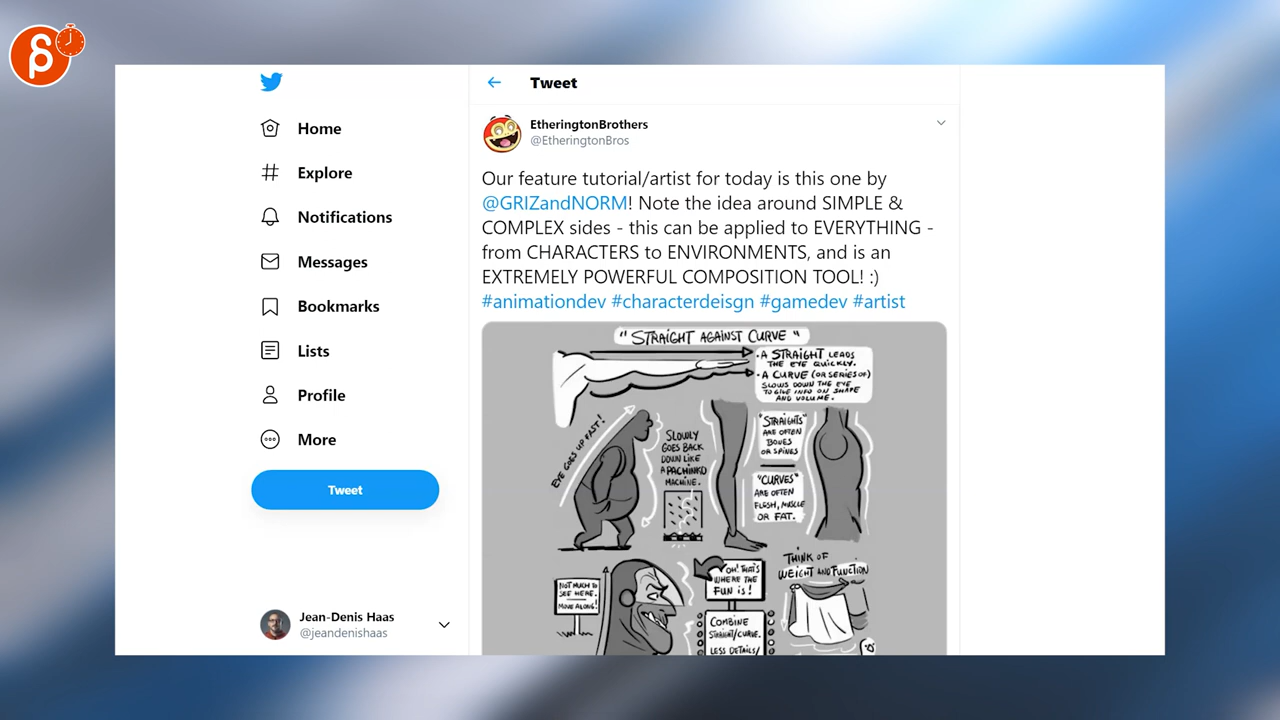 Home
Explore
Notifications
Messages
Bookmarks
Lists
Profile
More
Tweet
Jean-Denis Haas
@jeandenishaas
Tweet
EtheringtonBrothers
@EtheringtonBros
Our feature tutorial/artist for today is this one by
@GRIZandNORM! Note the idea around SIMPLE &
COMPLEX sides - this can be applied to EVERYTHING -
from CHARACTERS to ENVIRONMENTS, and is an
EXTREMELY POWERFUL COMPOSITION TOOL! :)
#animationdev #characterdeisgn #gamedev #artist
"STRAIGHT AGAINST CURVE"
- A STRAIGHT LEADS
THE EYE QUICKLY.
- A CURVE (OR SERIES OF)
SLOWS DOWN THE EYE
TO GIVE INFO ON SHAPE
AND VOLUME.
EYE GOES UP FAST!
SLOWLY
GOES BACK
DOWN LIKE
A PACHINKO
MACHINE.
"STRAIGHTS"
ARE OFTEN
BONES
OR SPINES
"CURVES"
ARE OFTEN
FLESH, MUSCLE
OR FAT.
NOT MUCH TO
SEE HERE.
MOVE ALONG!
OH! THAT'S
WHERE THE
FUN IS!
COMBINE
STRAIGHT/CURVE.
LESS DETAILS/
THINK OF
WEIGHT AND FUNCTION